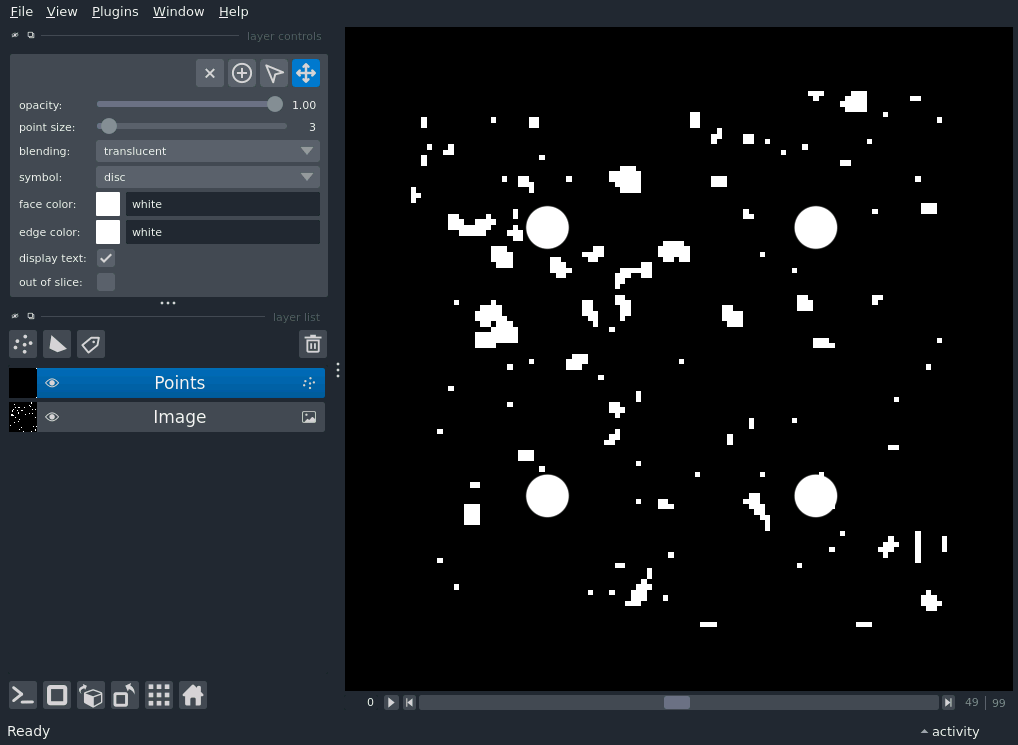 File View Plugins Window Help
layer controls
opacity: 1.00
point size: 3
blending: translucent
symbol: disc
face color: white
edge color: white
display text:
out of slice:
layer list
Points
Image
0 49 99
Ready activity